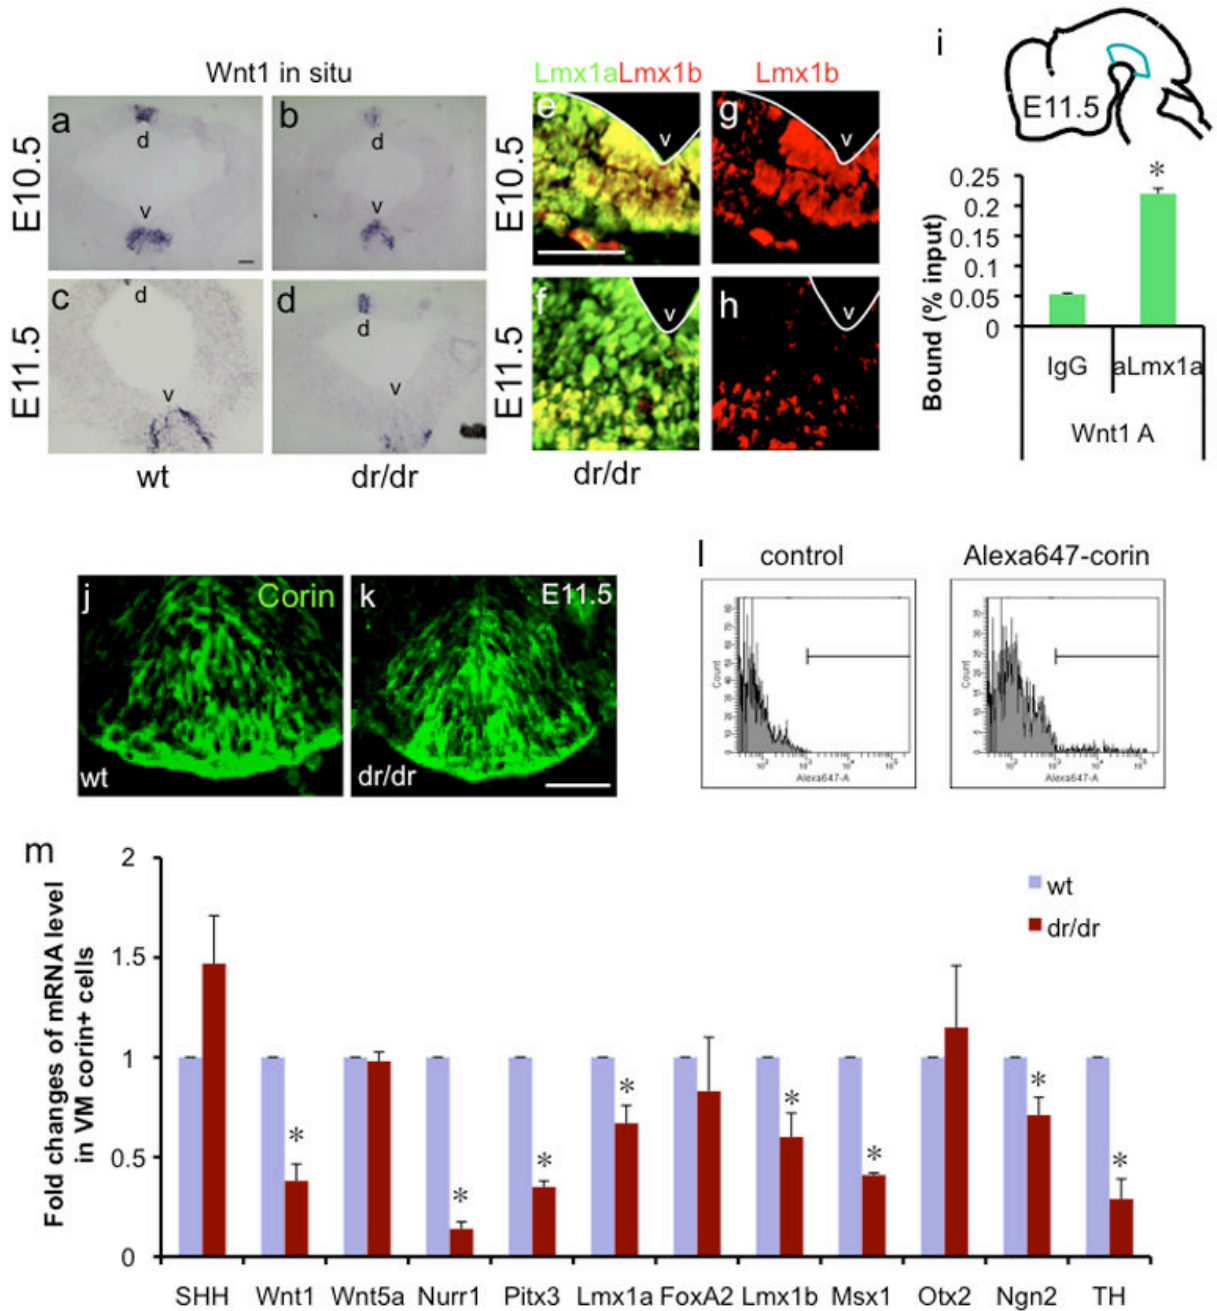 Wnt1 in situ
Lmx1aLmx1b
Lmx1b
i
E11.5
E10.5
a
d
v
b
d
v
E10.5
e
v
g
v
E11.5
c
d
v
d
d
v
E11.5
f
v
h
v
wt
dr/dr
dr/dr
*
0.25
0.2
0.15
0.1
0.05
0
Bound (% input)
IgG
aLmx1a
Wnt1 A
j
Corin
wt
k
E11.5
dr/dr
l
control
Alexa647-corin
Count
Alexa647-A
Count
Alexa647-A
m
2
1.5
1
0.5
0
Fold changes of mRNA level
in VM corin+ cells
wt
dr/dr
* * * * * * * *
SHH Wnt1 Wnt5a Nurr1 Pitx3 Lmx1a FoxA2 Lmx1b Msx1 Otx2 Ngn2 TH